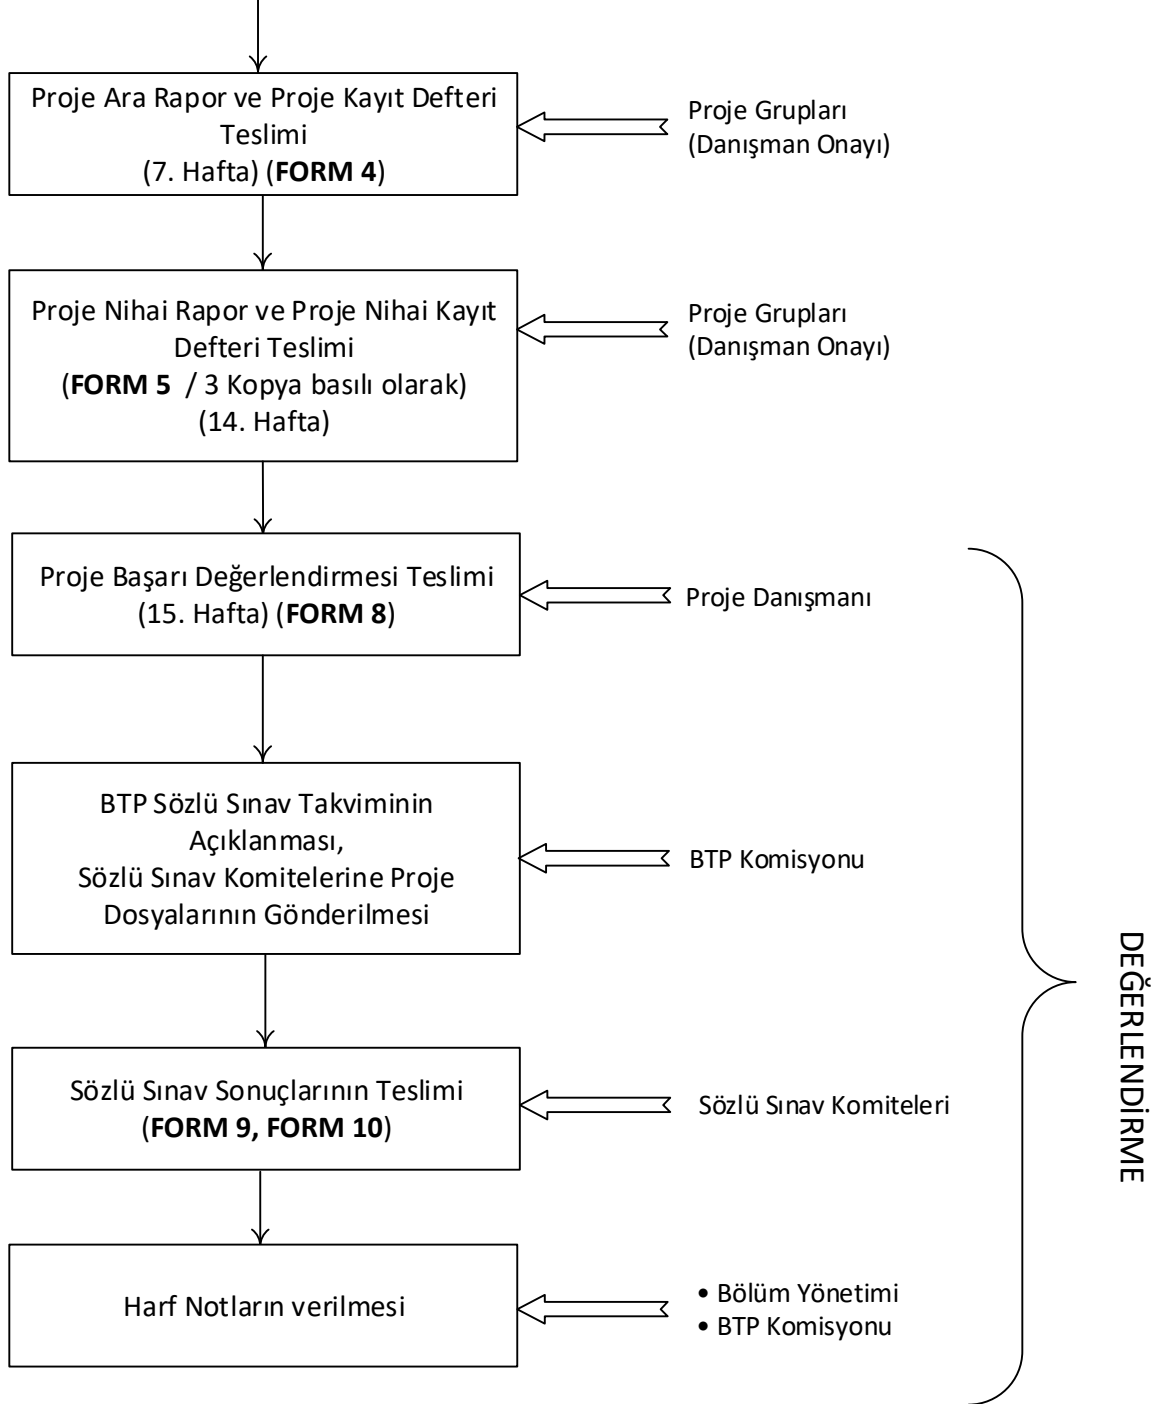 Proje Ara Rapor ve Proje Kayıt Defteri
Teslimi
(7. Hafta) (FORM 4)
Proje Grupları
(Danışman Onayı)
Proje Nihai Rapor ve Proje Nihai Kayıt
Defteri Teslimi
(FORM 5 / 3 Kopya basılı olarak)
(14. Hafta)
Proje Grupları
(Danışman Onayı)
Proje Başarı Değerlendirmesi Teslimi
(15. Hafta) (FORM 8)
Proje Danışmanı
BTP Sözlü Sınav Takviminin
Açıklanması,
Sözlü Sınav Komitelerine Proje
Dosyalarının Gönderilmesi
BTP Komisyonu
Sözlü Sınav Sonuçlarının Teslimi
(FORM 9, FORM 10)
Sözlü Sınav Komiteleri
Harf Notların verilmesi
• Bölüm Yönetimi
• BTP Komisyonu
DEĞERLENDİRME